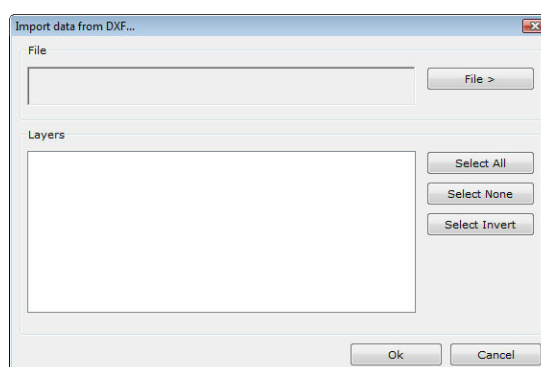 Import data from DXF...
File
File >
Layers
Select All
Select None
Select Invert
Ok Cancel